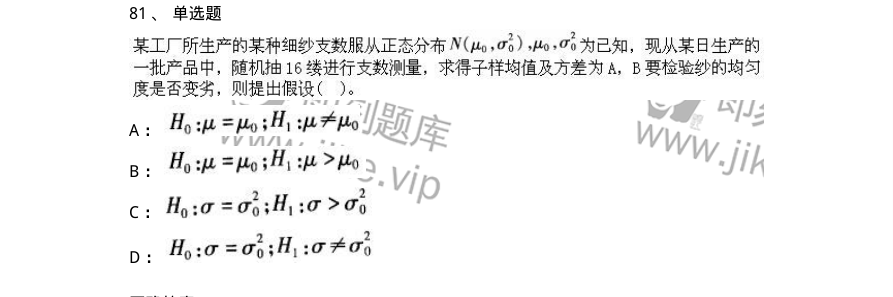 81、 单选题
某工厂所生产的某种细纱支数服从正态分布N(μ₀,σ₀²),μ₀,σ₀²为已知，现从某日生产的
一批产品中，随机抽16缕进行支数测量，求得子样均值及方差为A，B要检验纱的均匀
度是否变劣，则提出假设(  )。
A： H₀:μ=μ₀;H₁:μ≠μ₀
B： H₀:μ=μ₀;H₁:μ>μ₀
C： H₀:σ=σ₀²;H₁:σ>σ₀²
D： H₀:σ=σ₀²;H₁:σ≠σ₀²
题库
e.vip
www.jik